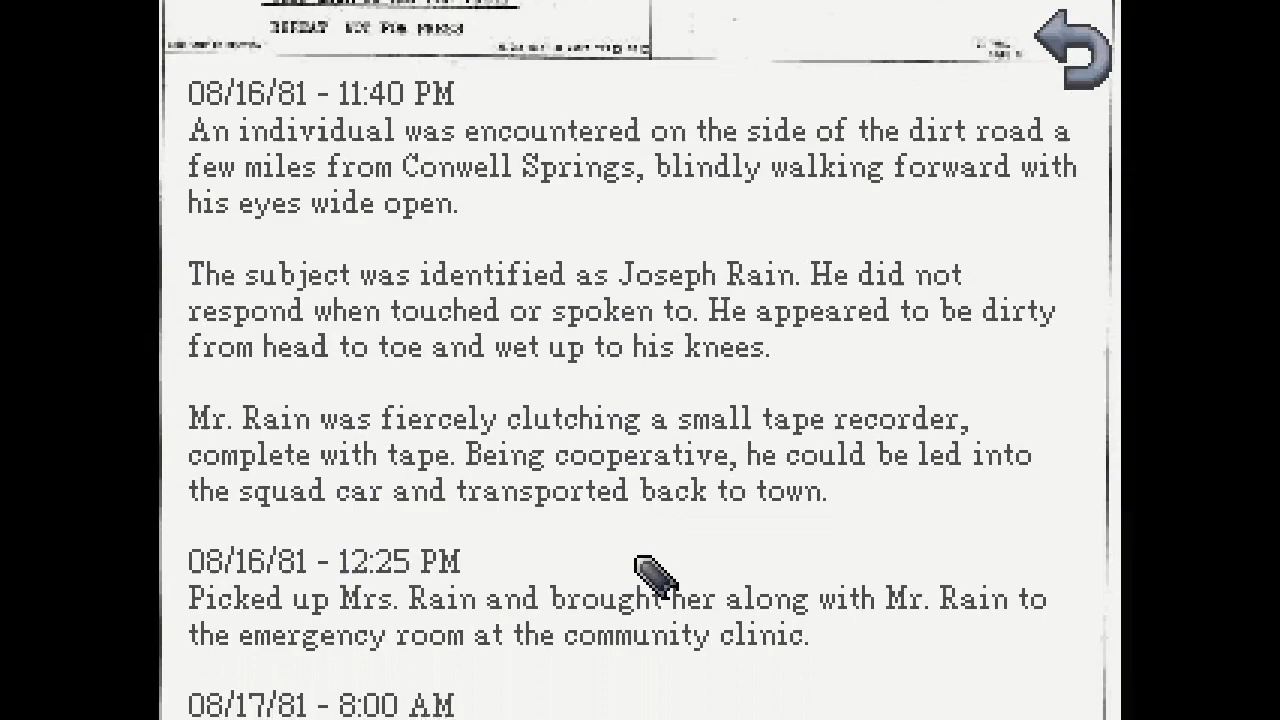 08/16/81 - 11:40 PM
An individual was encountered on the side of the dirt road a
few miles from Conwell Springs, blindly walking forward with
his eyes wide open.
The subject was identified as Joseph Rain. He did not
respond when touched or spoken to. He appeared to be dirty
from head to toe and wet up to his knees.
Mr. Rain was fiercely clutching a small tape recorder,
complete with tape. Being cooperative, he could be led into
the squad car and transported back to town.
08/16/81 - 12:25 PM
Picked up Mrs. Rain and brought her along with Mr. Rain to
the emergency room at the community clinic.
08/17/81 - 8:00 AM